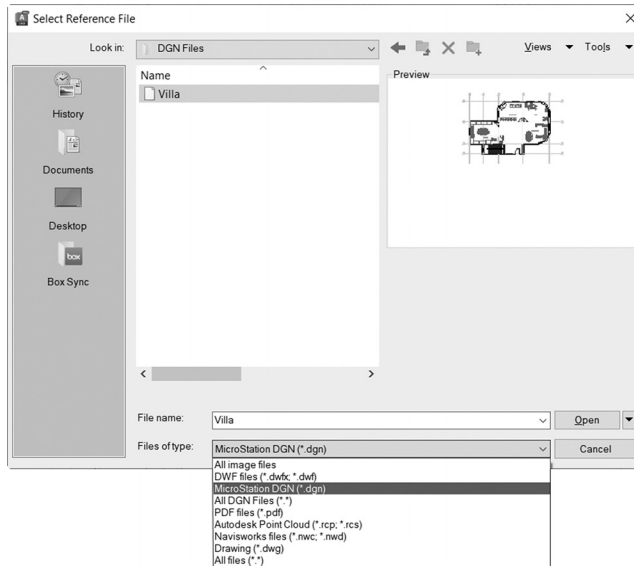 Select Reference File
Look in: DGN Files Views Tools
Name
Villa
Preview
History
Documents
Desktop
box
Box Sync
File name: Villa Open
Files of type: MicroStation DGN (*.dgn) Cancel
All image files
DWF files (*.dwfx; *.dwf)
MicroStation DGN (*.dgn)
All DGN Files (*.*)
PDF files (*.pdf)
Autodesk Point Cloud (*.rcp; *.rcs)
Navisworks files (*.nwc; *.nwd)
Drawing (*.dwg)
All files (*.*)